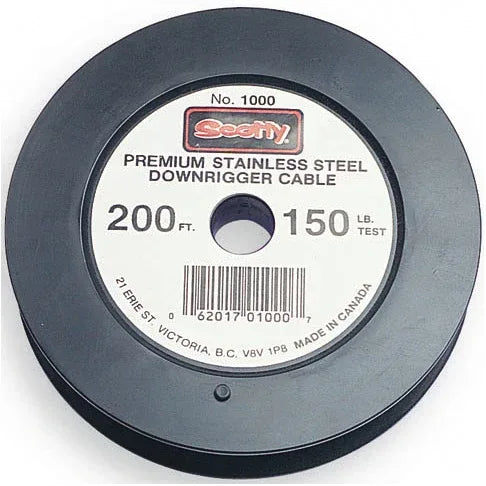 No. 1000
Scotty
PREMIUM STAINLESS STEEL
DOWNRIGGER CABLE
200 FT. 150 LB. TEST
0 62017 01000 7
21 ERIE ST. VICTORIA, B.C. V8V 1P8 MADE IN CANADA